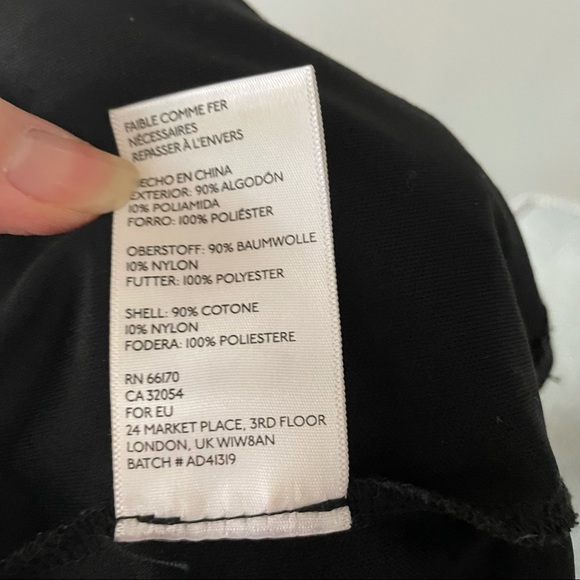 FAIBLE COMME FER
NÉCESSAIRES
REPASSER À L'ENVERS
ECHO EN CHINA
EXTERIOR: 90% ALGODÓN
10% POLIAMIDA
FORRO: 100% POLIÉSTER
OBERSTOFF: 90% BAUMWOLLE
10% NYLON
FUTTER: 100% POLYESTER
SHELL: 90% COTONE
10% NYLON
FODERA: 100% POLIESTERE
RN 66170
CA 32054
FOR EU
24 MARKET PLACE, 3RD FLOOR
LONDON, UK W1W8AN
BATCH # AD41319